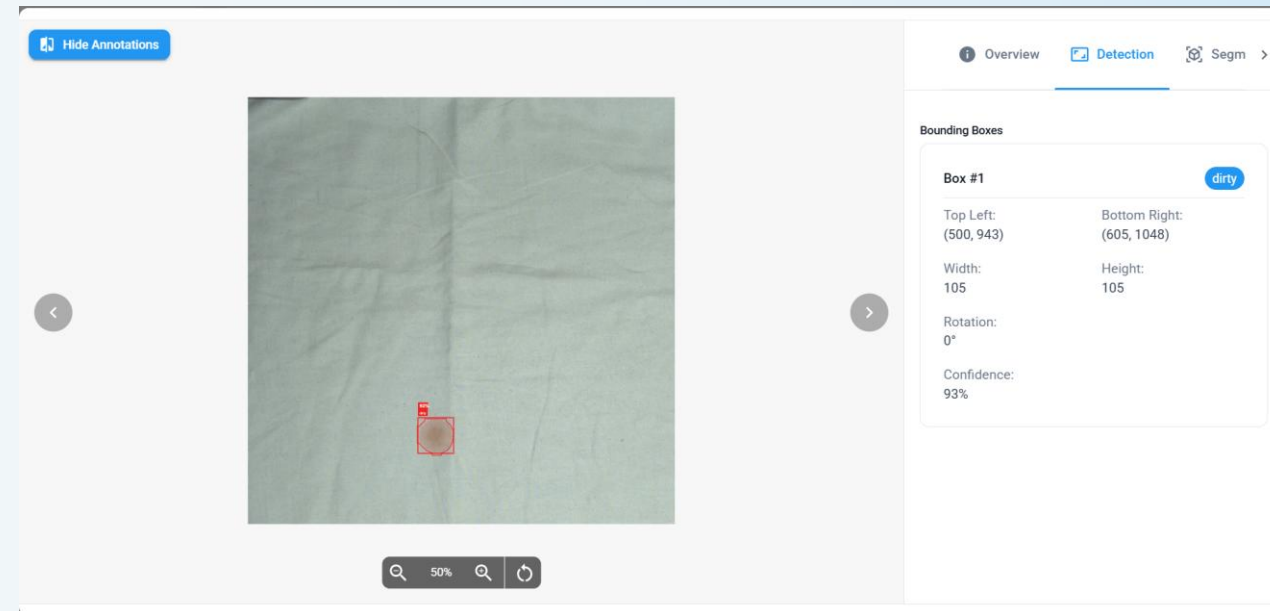 Hide Annotations
Overview
Detection
Segm
Bounding Boxes
Box #1
dirty
Top Left:
Bottom Right:
(500, 943)
(605, 1048)
Width:
Height:
105
105
Rotation:
0°
Confidence:
93%
50%